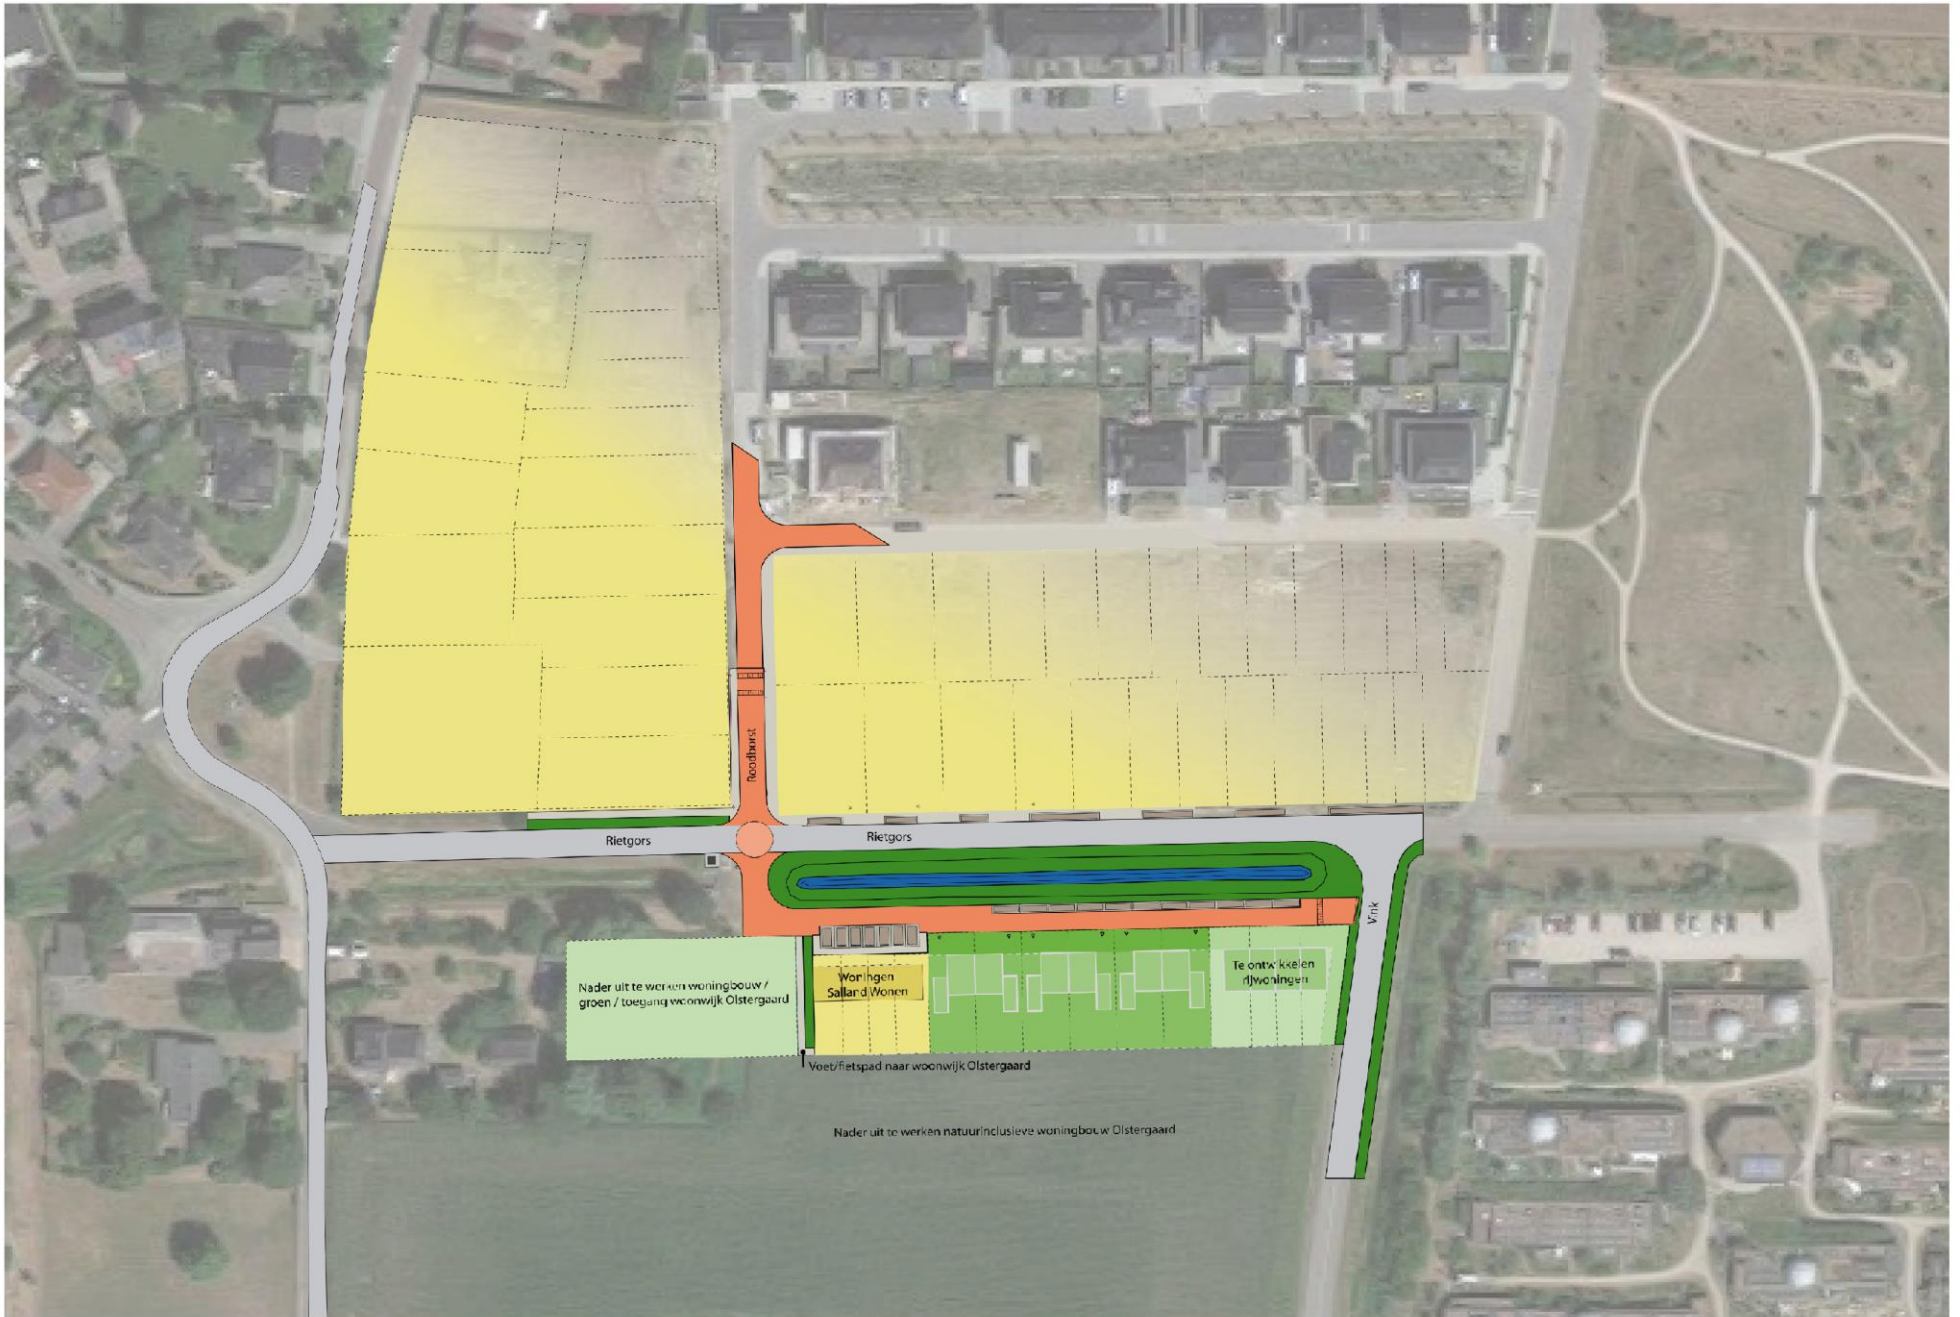 Roodborst
Rietgors
Rietgors
Vink
Nader uit te werken woningbouw /
groen / toegang woonwijk Olstergaard
Woningen
Salland Wonen
Te ontwikkelen
rijwoningen
Voet/fietspad naar woonwijk Olstergaard
Nader uit te werken natuurinclusieve woningbouw Olstergaard